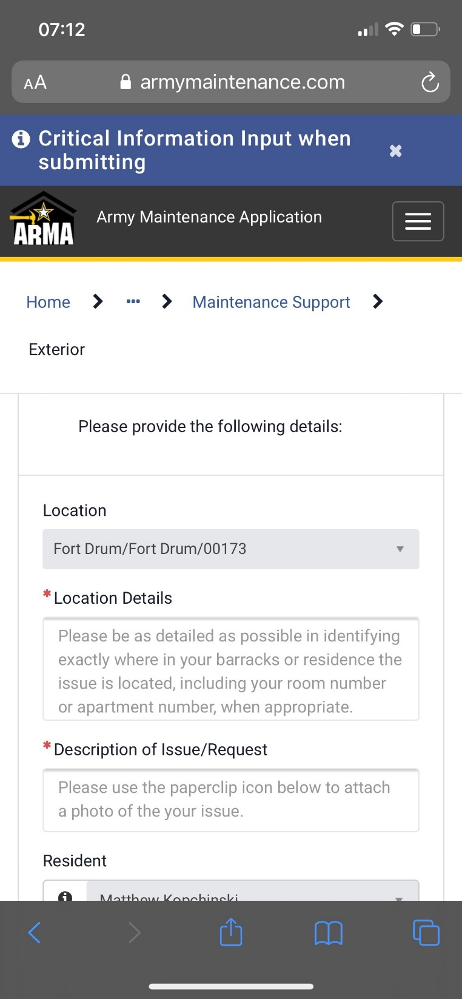 07:12
AA armymaintenance.com
Critical Information Input when
submitting
ARMA
Army Maintenance Application
Home ... Maintenance Support
Exterior
Please provide the following details:
Location
Fort Drum/Fort Drum/00173
* Location Details
Please be as detailed as possible in identifying
exactly where in your barracks or residence the
issue is located, including your room number
or apartment number, when appropriate.
* Description of Issue/Request
Please use the paperclip icon below to attach
a photo of the your issue.
Resident
Matthew Kopchinski